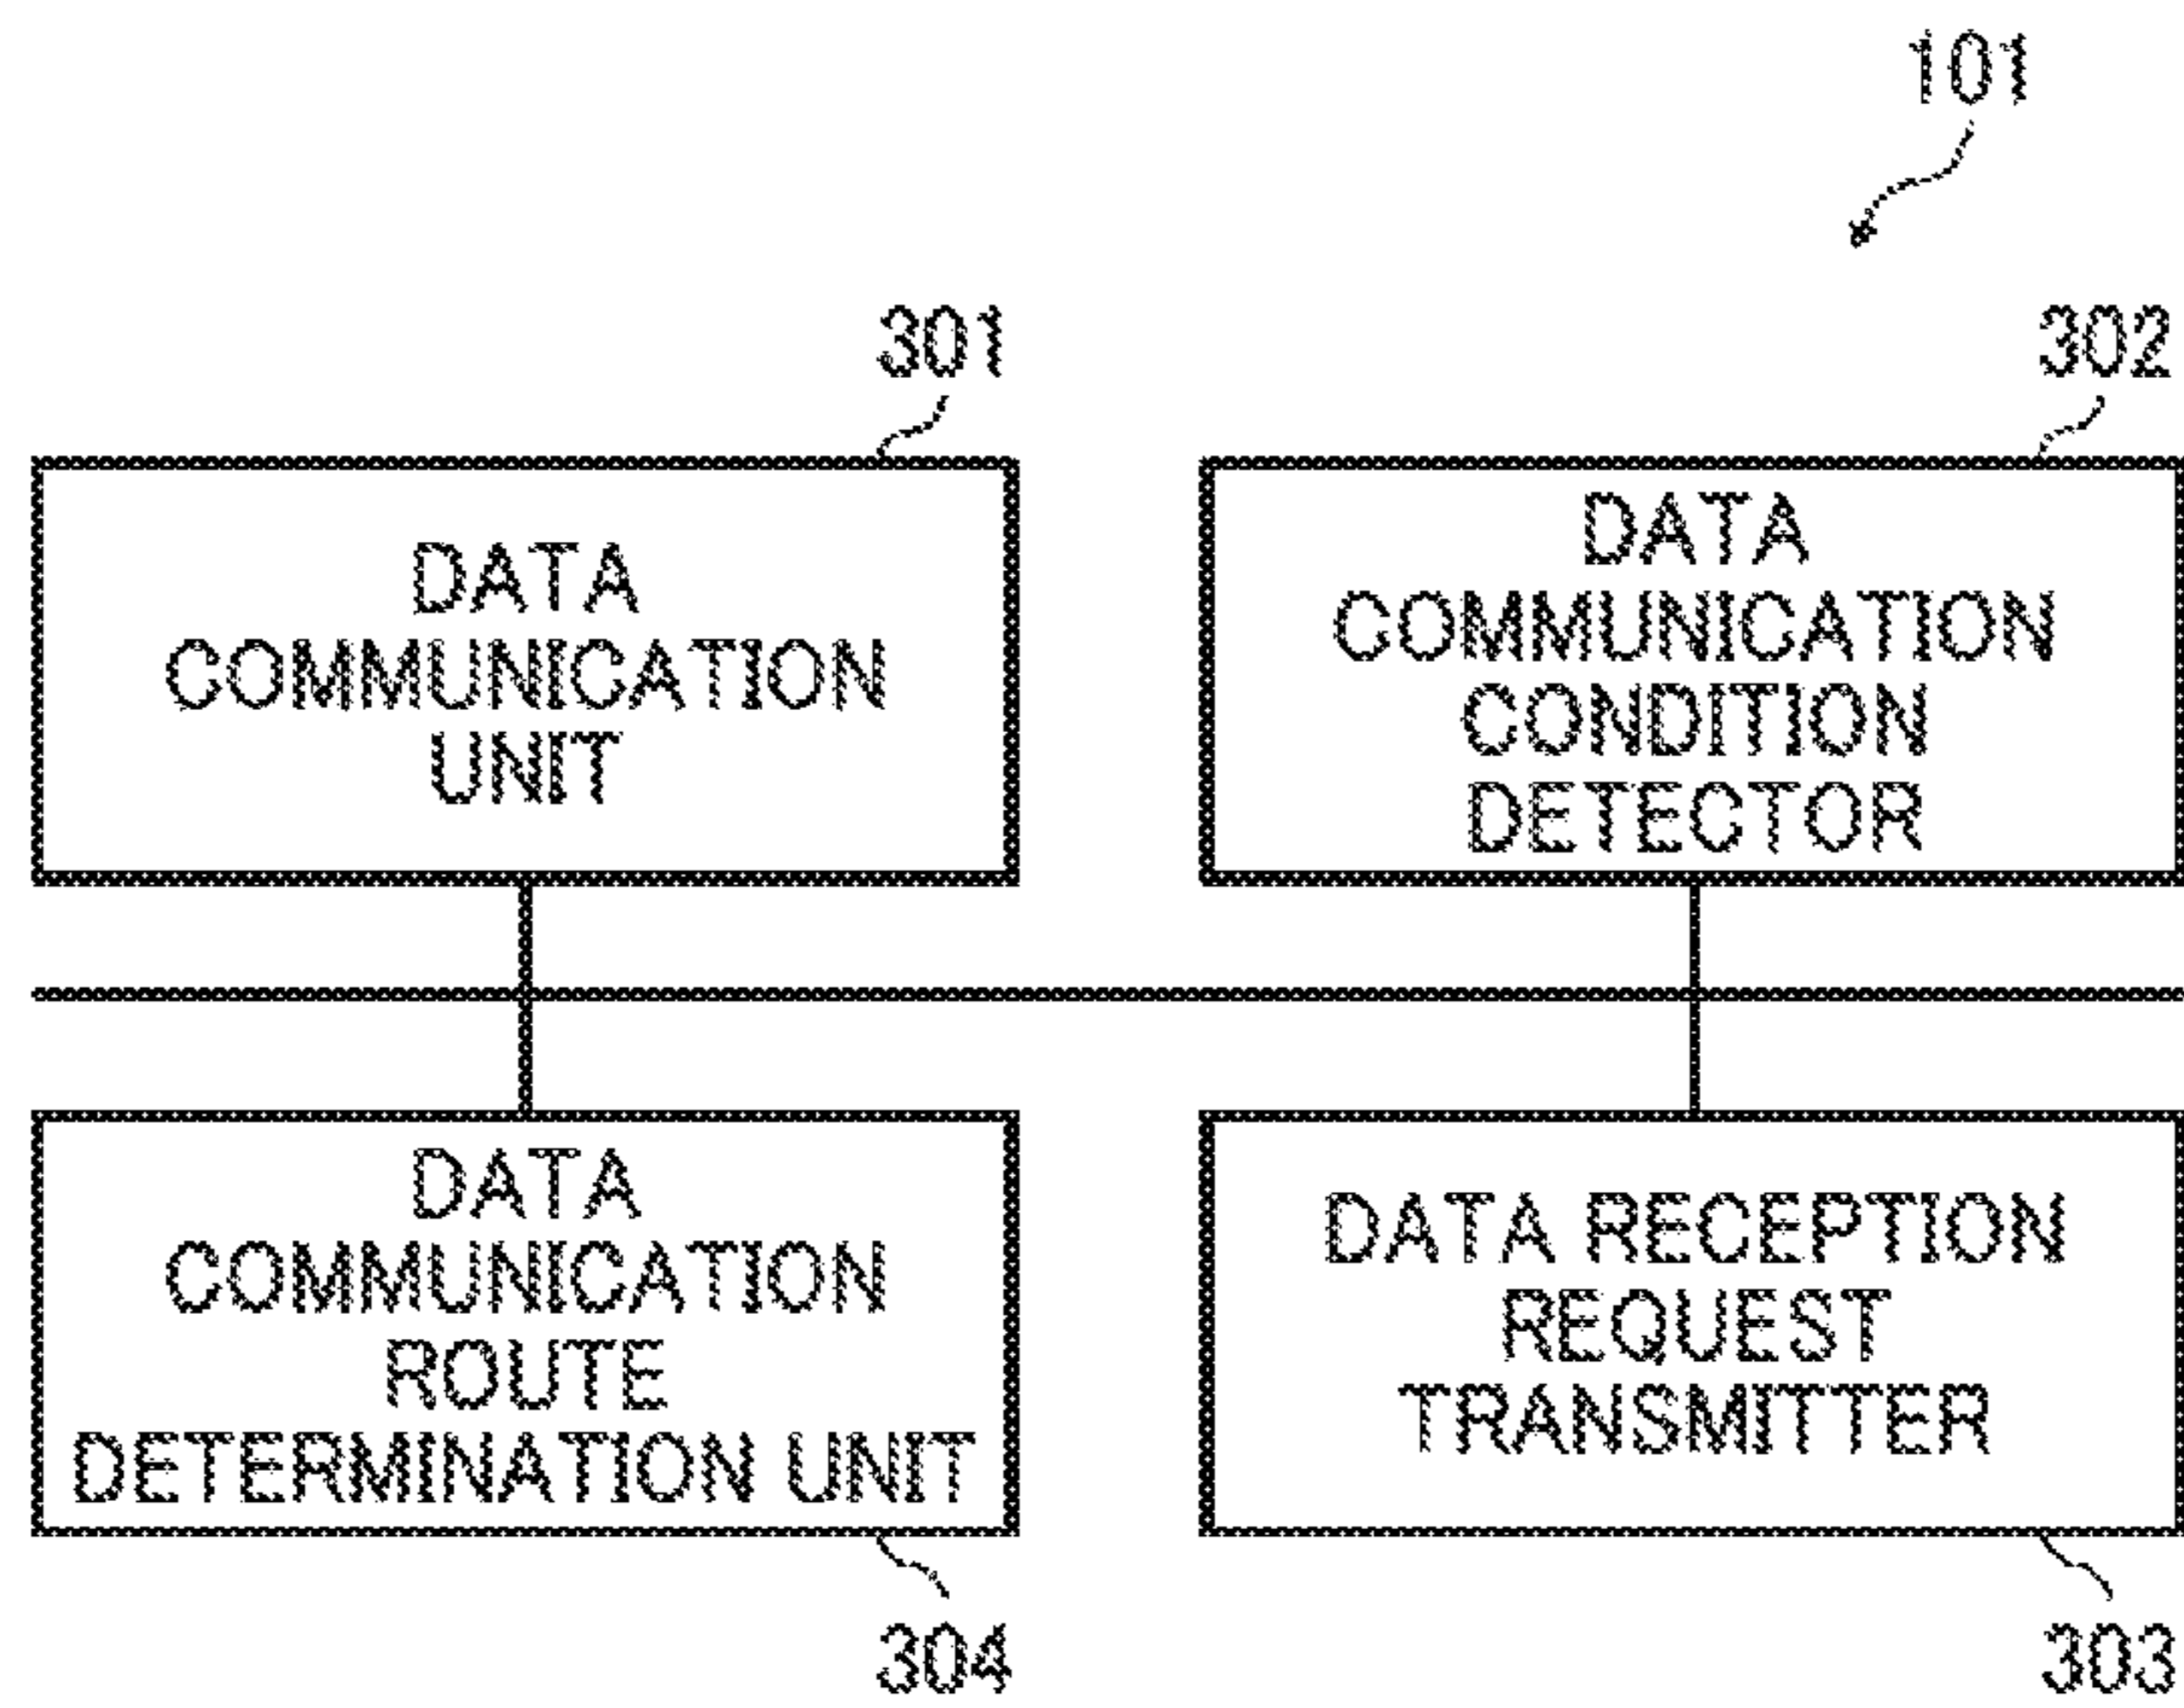 101
301
302
DATA
COMMUNICATION
UNIT
DATA
COMMUNICATION
CONDITION
DETECTOR
DATA
COMMUNICATION
ROUTE
DETERMINATION UNIT
DATA RECEPTION
REQUEST
TRANSMITTER
304
303